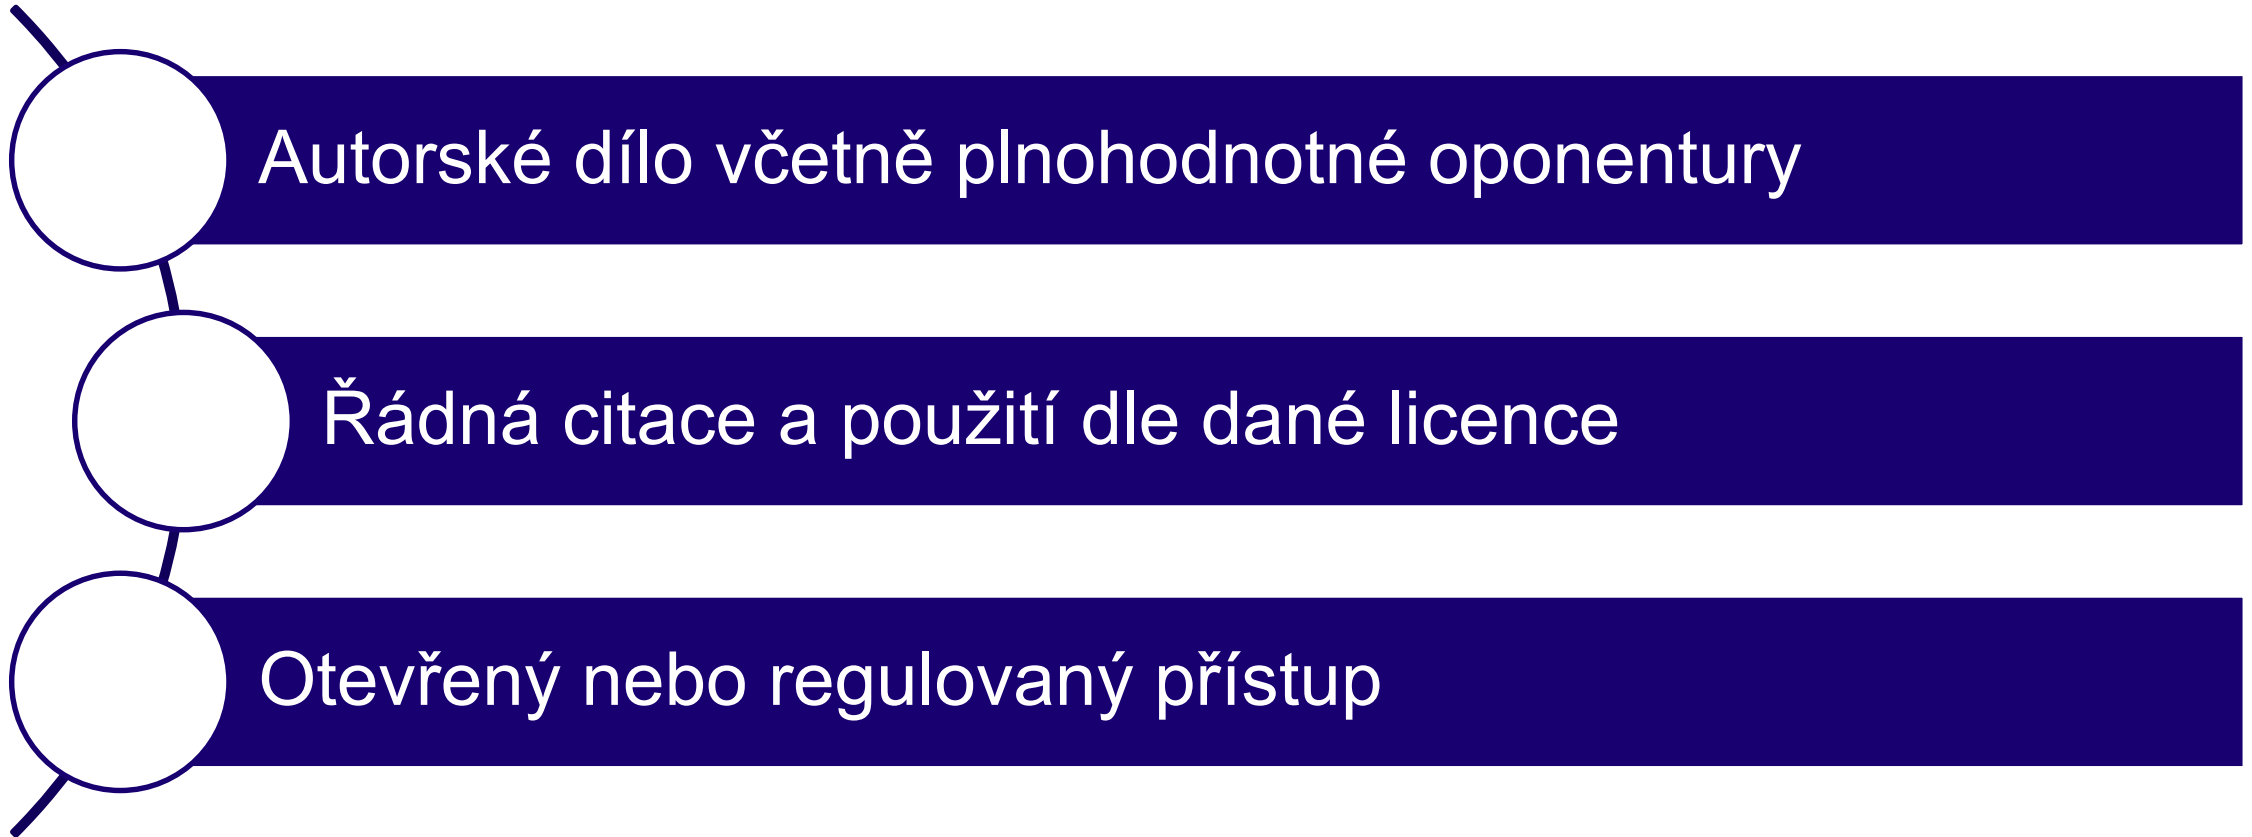 Autorské dílo včetně plnohodnotné oponentury
Řádná citace a použití dle dané licence
Otevřený nebo regulovaný přístup